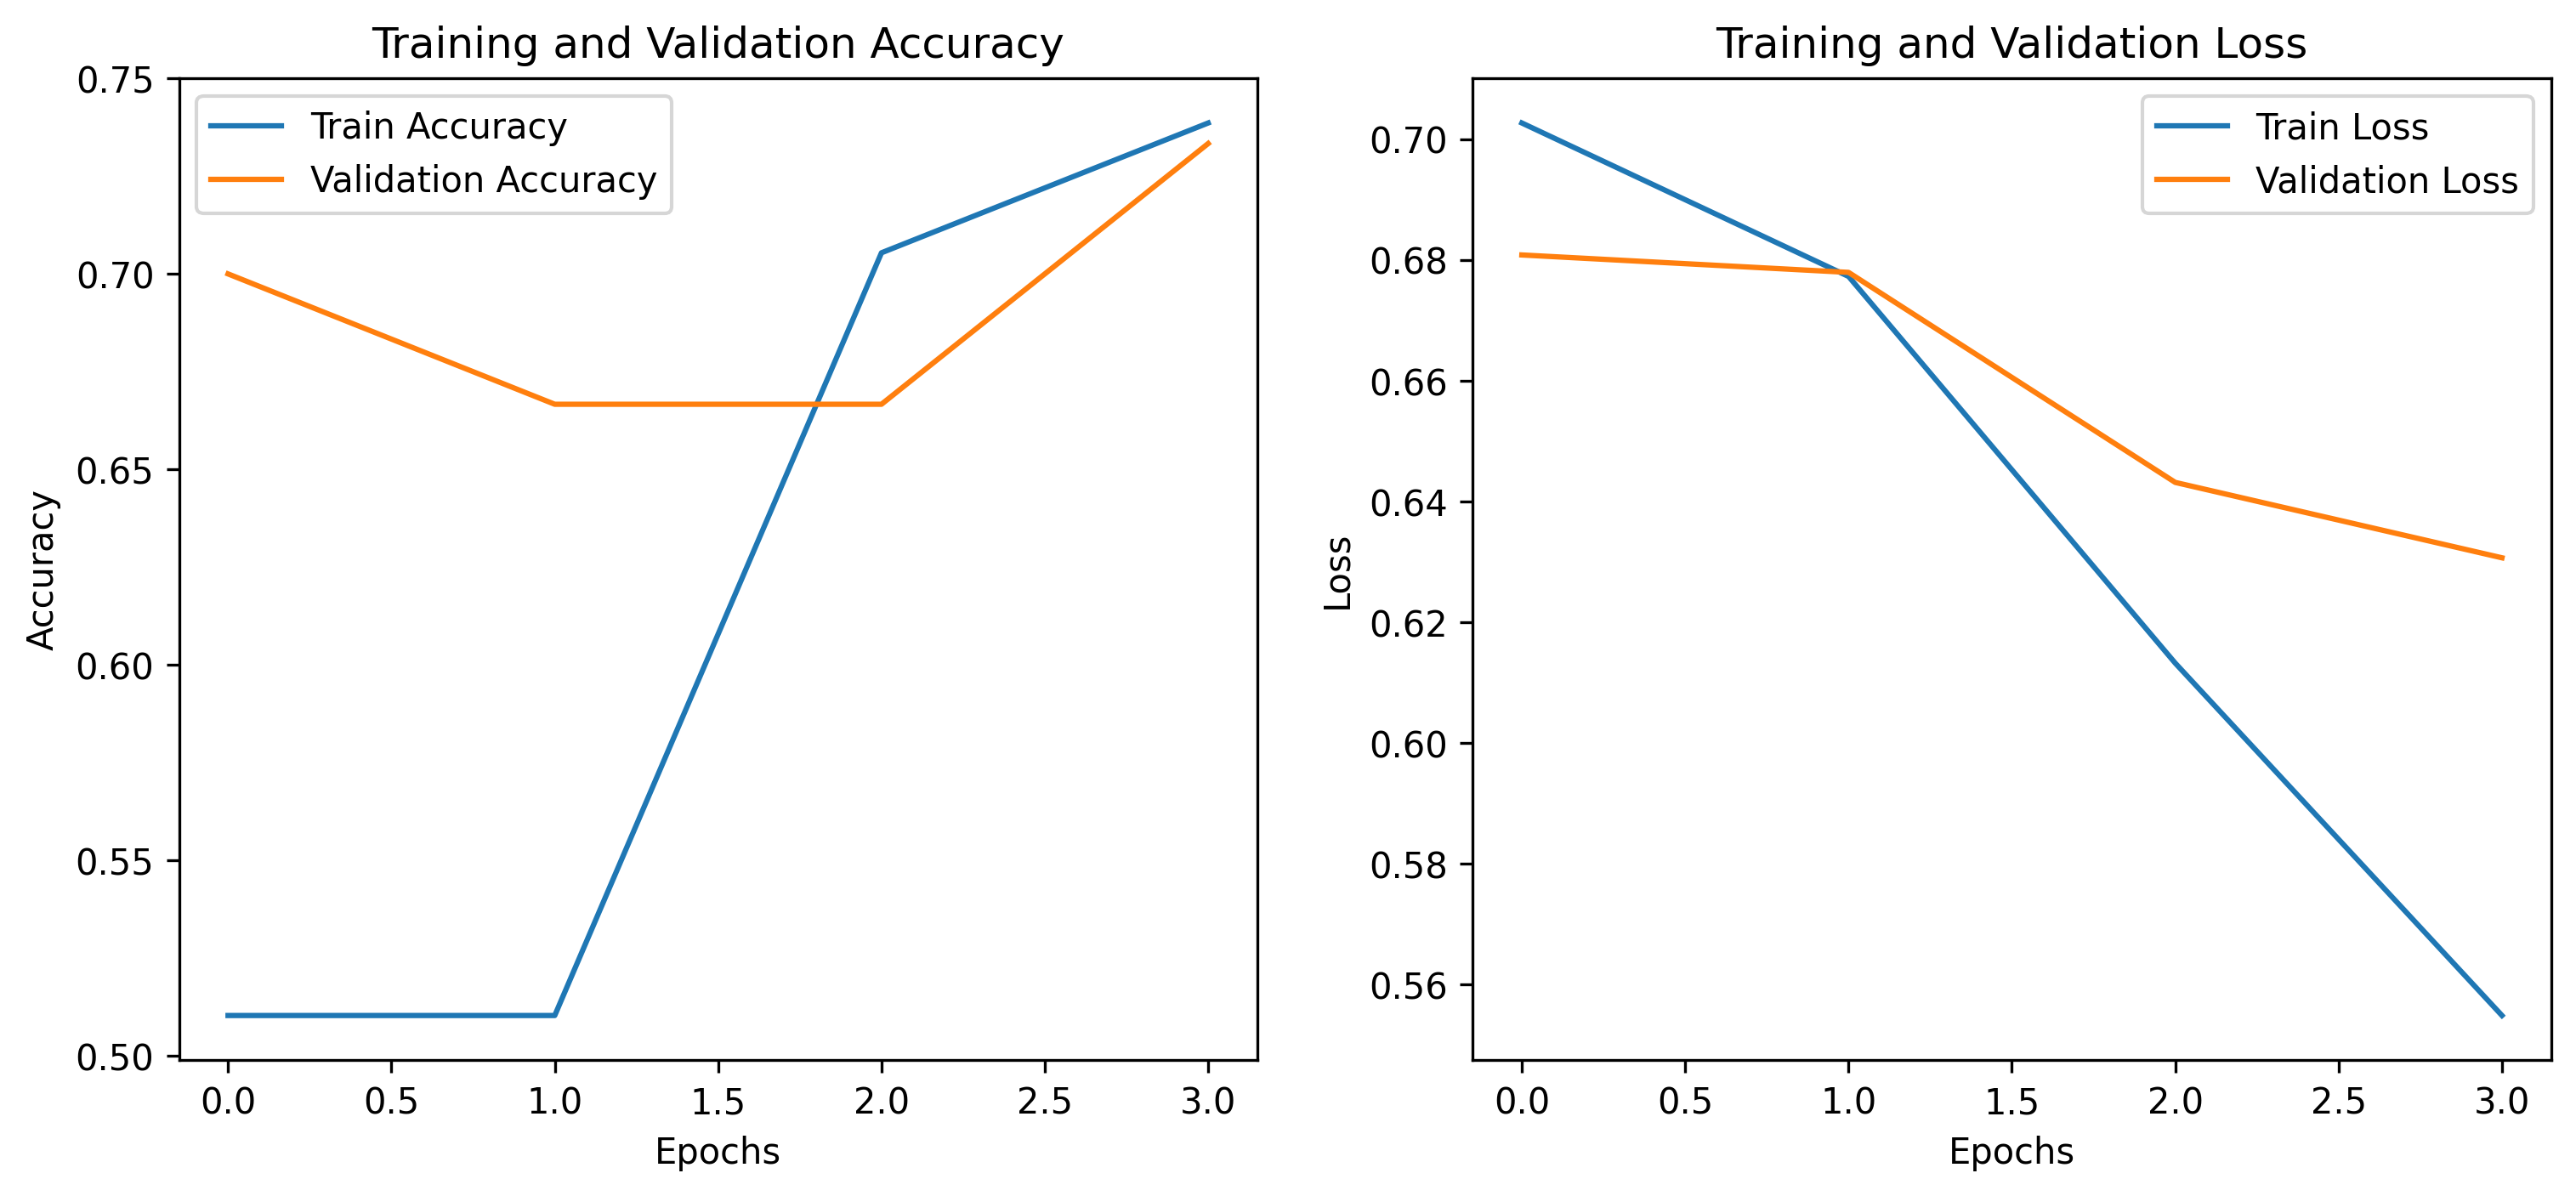 Training and Validation Accuracy
0.75
0.70
0.65
0.60
0.55
0.50
Accuracy
Train Accuracy
Validation Accuracy
0.0 0.5 1.0 1.5 2.0 2.5 3.0
Epochs
Training and Validation Loss
0.70
0.68
0.66
0.64
0.62
0.60
0.58
0.56
Loss
Train Loss
Validation Loss
0.0 0.5 1.0 1.5 2.0 2.5 3.0
Epochs